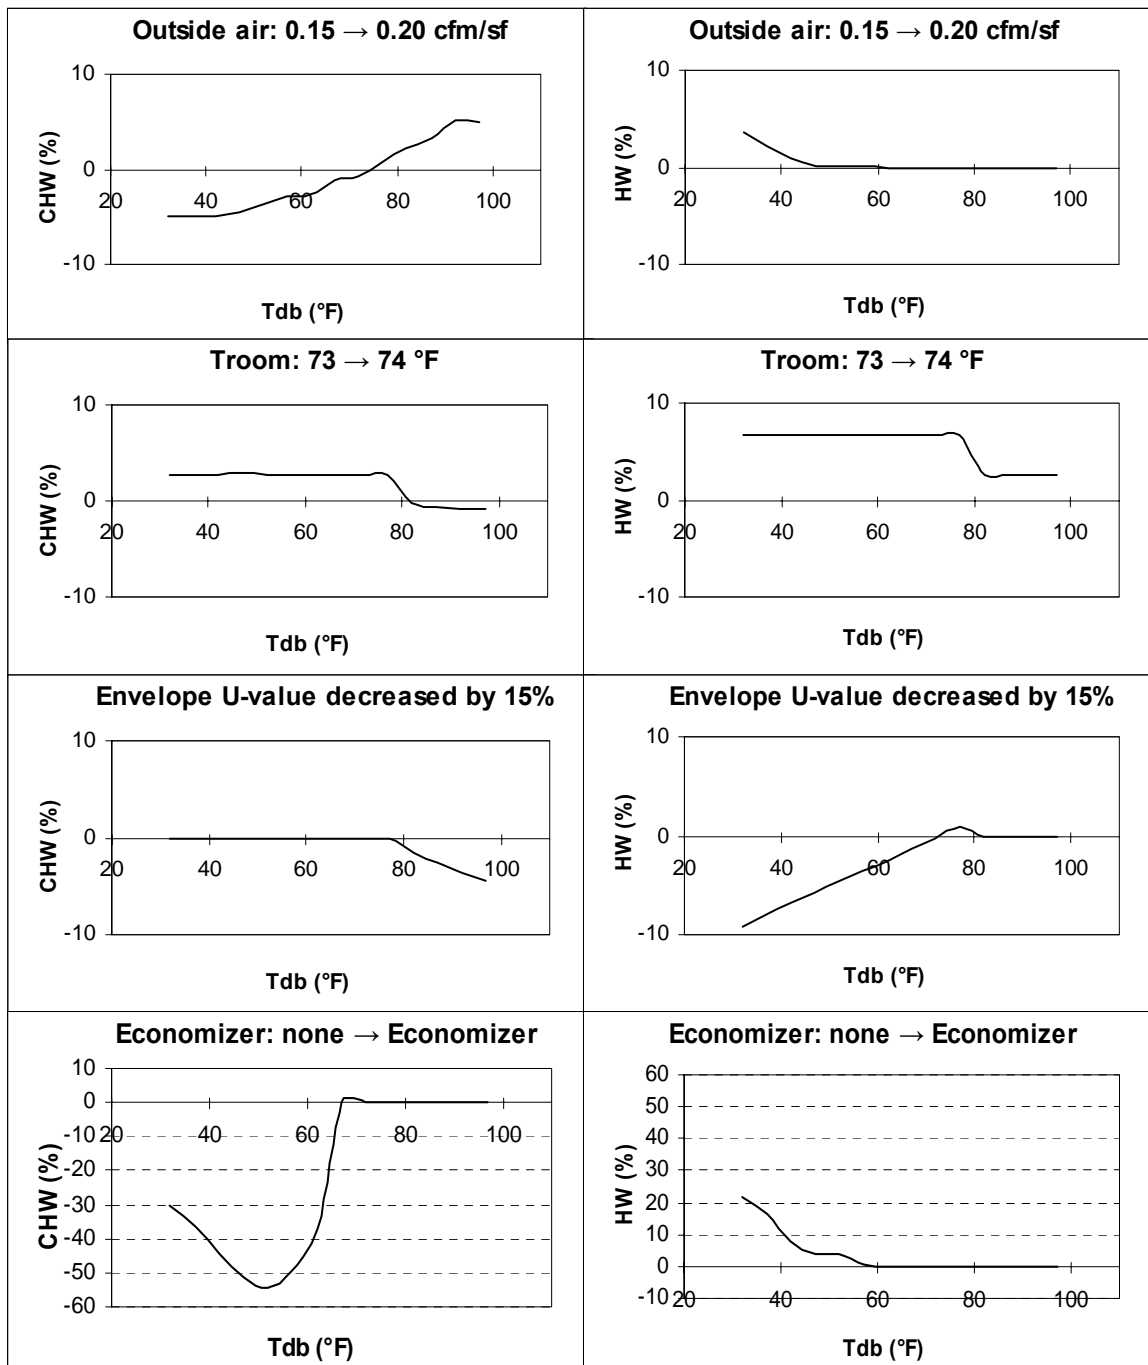 Outside air: 0.15 → 0.20 cfm/sf
10
0
-10
20 40 60 80 100
CHW (%)
Tdb (°F)
Outside air: 0.15 → 0.20 cfm/sf
10
0
-10
20 40 60 80 100
HW (%)
Tdb (°F)
Troom: 73 → 74 °F
10
0
-10
20 40 60 80 100
CHW (%)
Tdb (°F)
Troom: 73 → 74 °F
10
0
-10
20 40 60 80 100
HW (%)
Tdb (°F)
Envelope U-value decreased by 15%
10
0
-10
20 40 60 80 100
CHW (%)
Tdb (°F)
Envelope U-value decreased by 15%
10
0
-10
20 40 60 80 100
HW (%)
Tdb (°F)
Economizer: none → Economizer
10
0
-10
-20
-30
-40
-50
-60
20 40 60 80 100
CHW (%)
Tdb (°F)
Economizer: none → Economizer
60
50
40
30
20
10
0
-10
20 40 60 80 100
HW (%)
Tdb (°F)